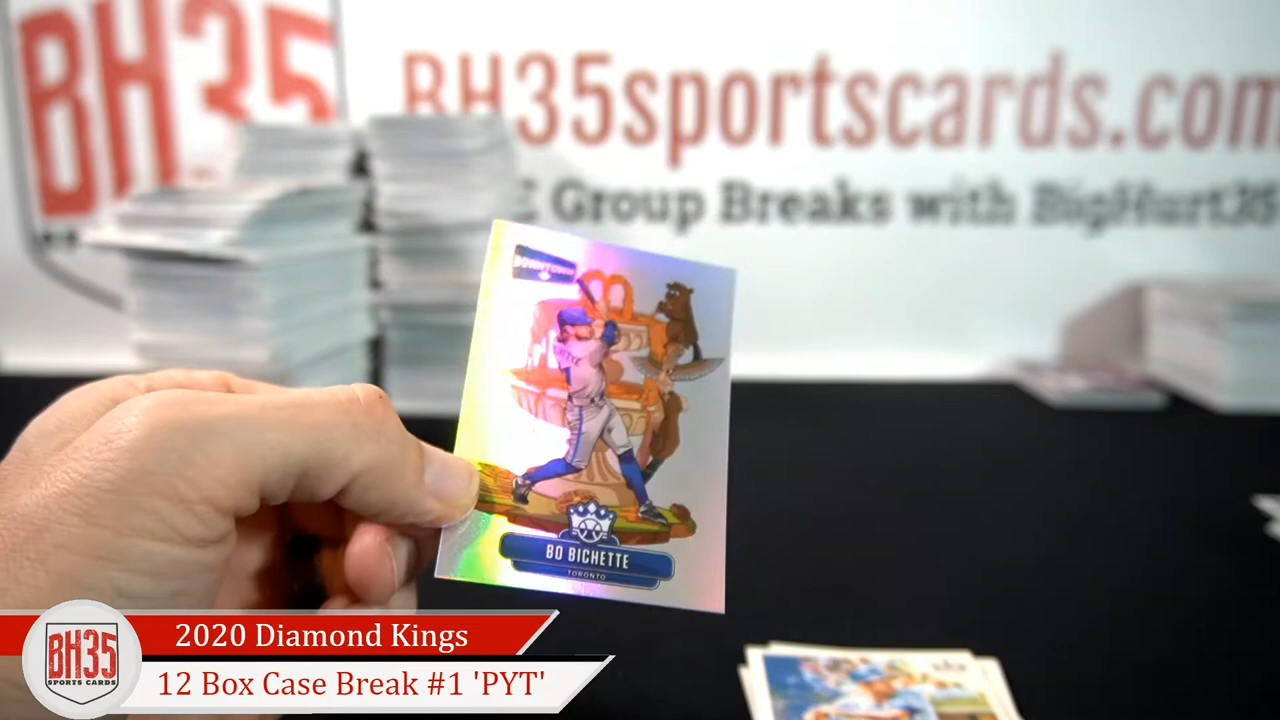 BH35
BH35sportscards.com
Group Breaks with BigHurt35
DOWNTOWN
BO BICHETTE
TORONTO
2020 Diamond Kings
12 Box Case Break #1 'PYT'
BH35
SPORTS CARDS